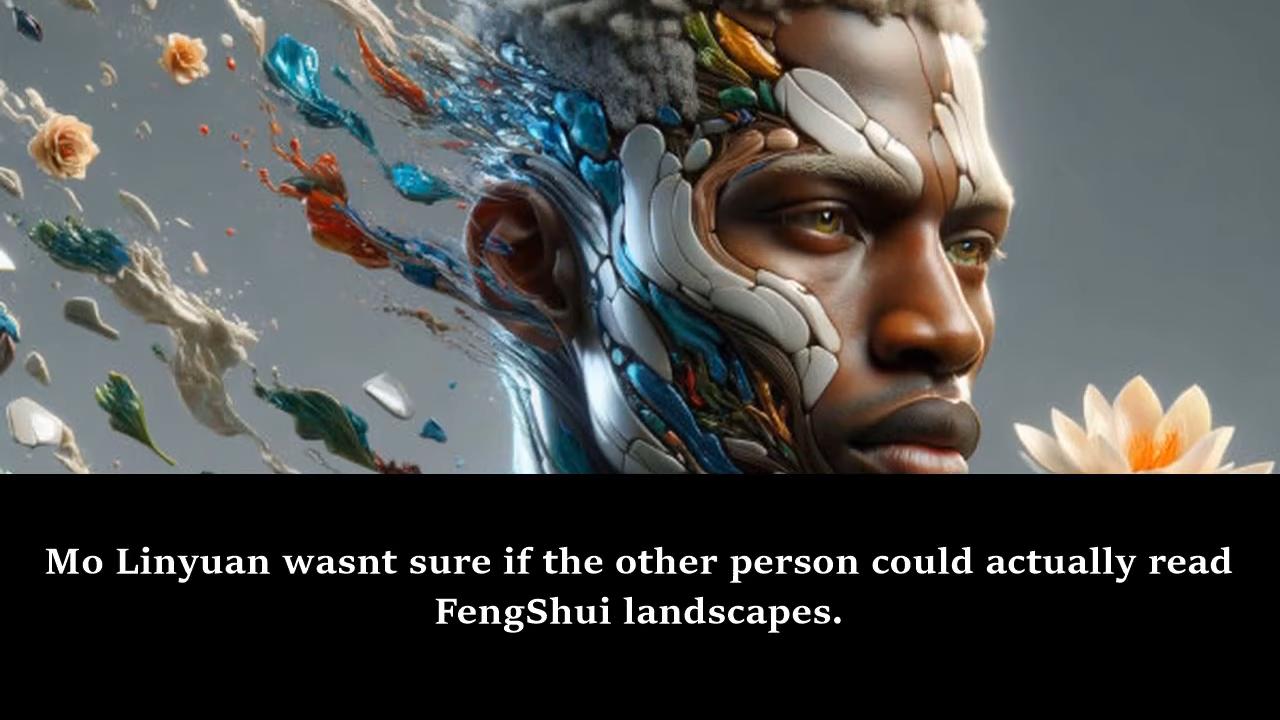 Mo Linyuan wasnt sure if the other person could actually read
FengShui landscapes.